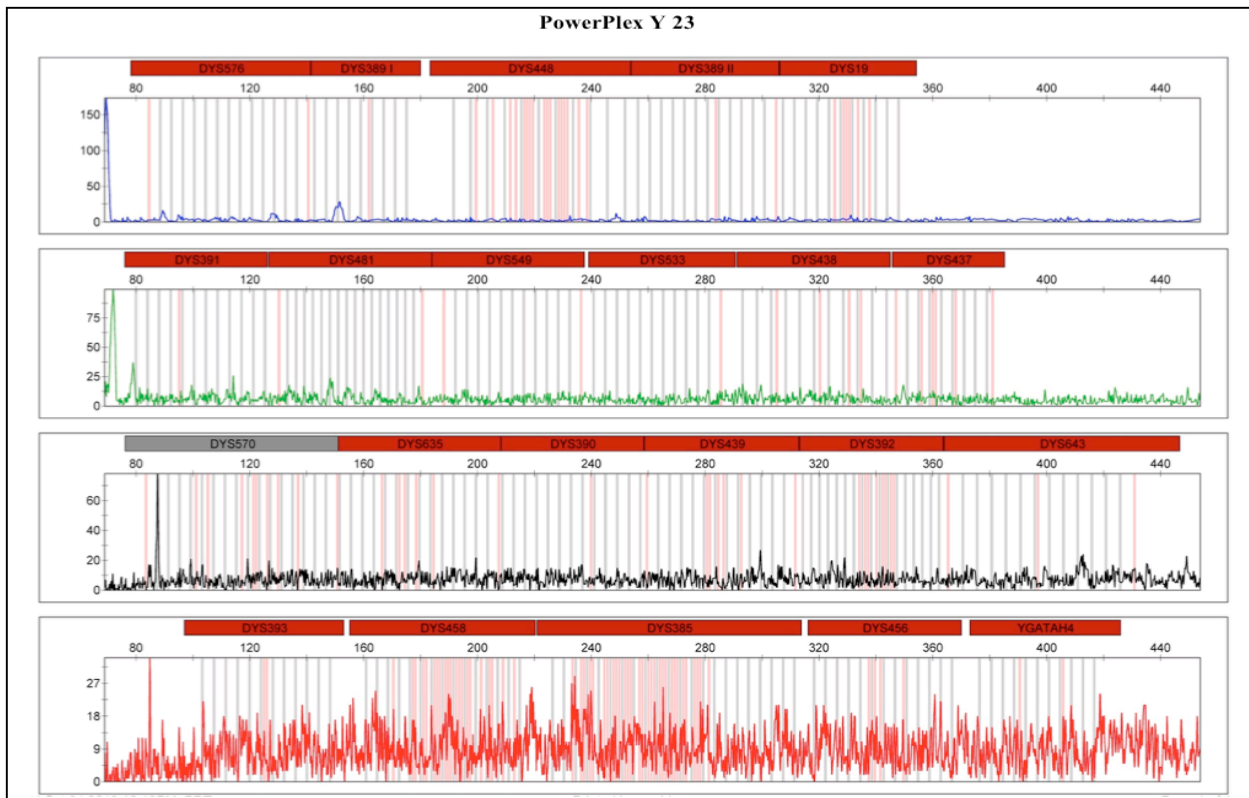 PowerPlex Y 23
DYS576 DYS389 I DYS448 DYS389 II DYS19
80 120 160 200 240 280 320 360 400 440
150
100
50
0
DYS391 DYS481 DYS549 DYS533 DYS438 DYS437
80 120 160 200 240 280 320 360 400 440
75
50
25
0
DYS570 DYS635 DYS390 DYS439 DYS392 DYS643
80 120 160 200 240 280 320 360 400 440
60
40
20
0
DYS393 DYS458 DYS385 DYS456 YGATAH4
80 120 160 200 240 280 320 360 400 440
27
18
9
0